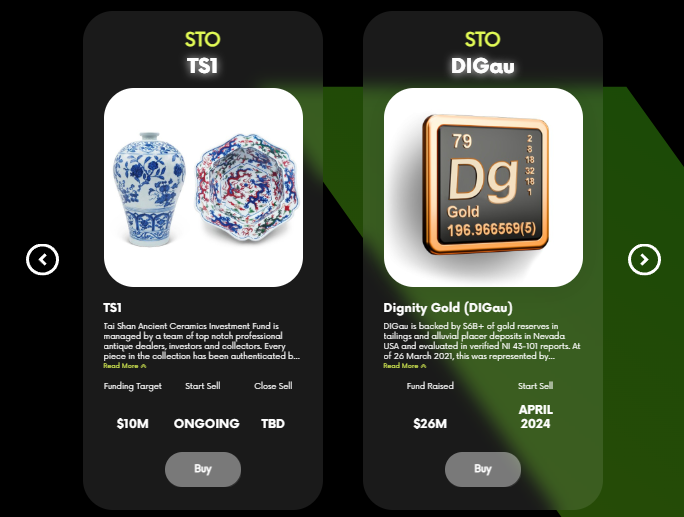 STO
TS1
TS1
Tai Shan Ancient Ceramics Investment Fund is
managed by a team of top notch professional
antique dealers, investors and collectors. Every
piece in the collection has been authenticated b...
Read More
Funding Target Start Sell Close Sell
$10M ONGOING TBD
Buy
STO
DIGau
79
2
8
18
32
18
1
Dg
Gold
196.966569(5)
Dignity Gold (DIGau)
DIGau is backed by $6B+ of gold reserves in
tailings and alluvial placer deposits in Nevada
USA and evaluated in verified NI 43-101 reports. At
of 26 March 2021, this was represented by...
Read More
Fund Raised Start Sell
$26M APRIL
2024
Buy